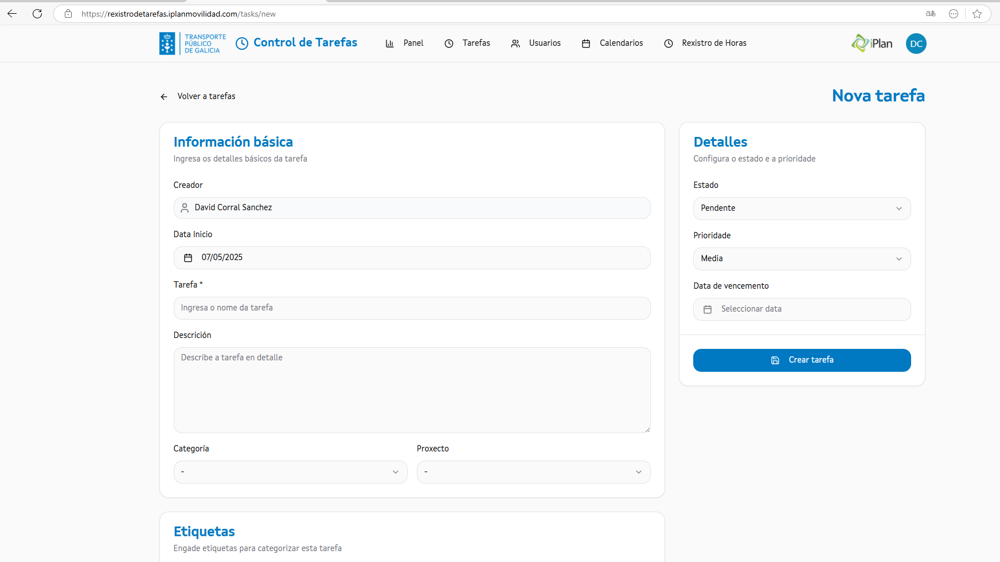 https://rexistrodetarefas.iplanmovilidad.com/tasks/new
TRANSPORTE
PÚBLICO
DE GALICIA
Control de Tarefas
Panel
Tarefas
Usuarios
Calendarios
Rexistro de Horas
iPlan
DC
Volver a tarefas
Nova tarefa
Información básica
Ingresa os detalles básicos da tarefa
Creador
David Corral Sanchez
Data Inicio
07/05/2025
Tarefa *
Ingresa o nome da tarefa
Descrición
Describe a tarefa en detalle
Categoría
-
Proxecto
-
Detalles
Configura o estado e a prioridade
Estado
Pendente
Prioridade
Media
Data de vencemento
Seleccionar data
Crear tarefa
Etiquetas
Engade etiquetas para categorizar esta tarefa